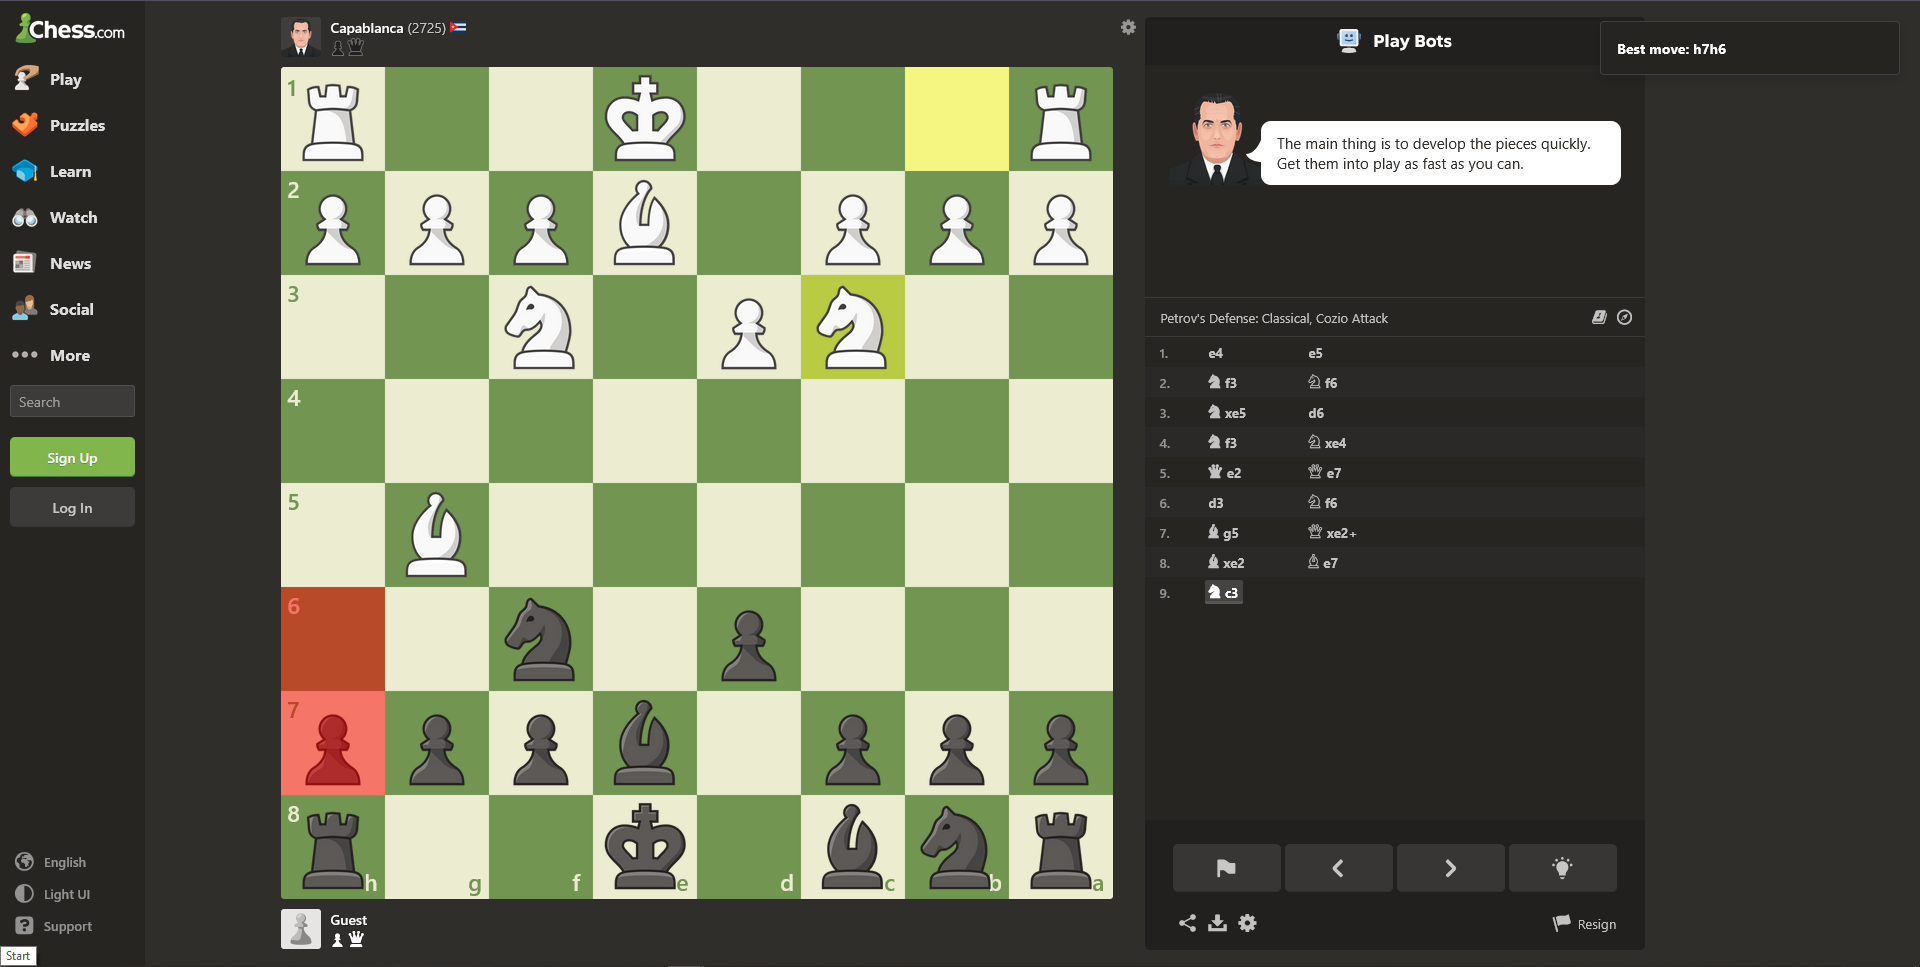 Chess.com
Play
Puzzles
Learn
Watch
News
Social
More
Search
Sign Up
Log In
English
Light UI
Support
Start
Capablanca (2725)
1
2
3
4
5
6
7
8
h g f e d c b a
Guest
Play Bots
Best move: h7h6
The main thing is to develop the pieces quickly.
Get them into play as fast as you can.
Petrov's Defense: Classical, Cozio Attack
1. e4 e5
2. f3 f6
3. xe5 d6
4. f3 xe4
5. e2 e7
6. d3 f6
7. g5 xe2+
8. xe2 e7
9. c3
Resign